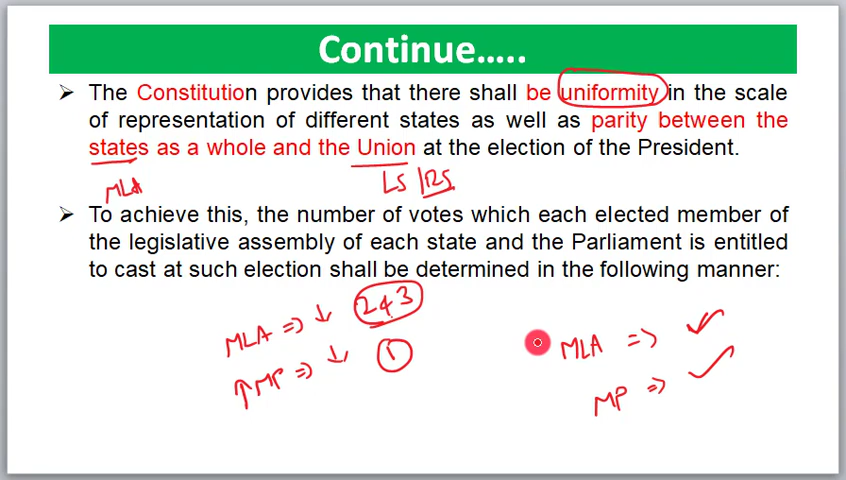 Continue…..
➢ The Constitution provides that there shall be uniformity in the scale
of representation of different states as well as parity between the
states as a whole and the Union at the election of the President.
MLA
LS | RS
➢ To achieve this, the number of votes which each elected member of
the legislative assembly of each state and the Parliament is entitled
to cast at such election shall be determined in the following manner:
MLA => ↓ 243
↑MP => ↓ 1
MLA => ✓
MP => ✓